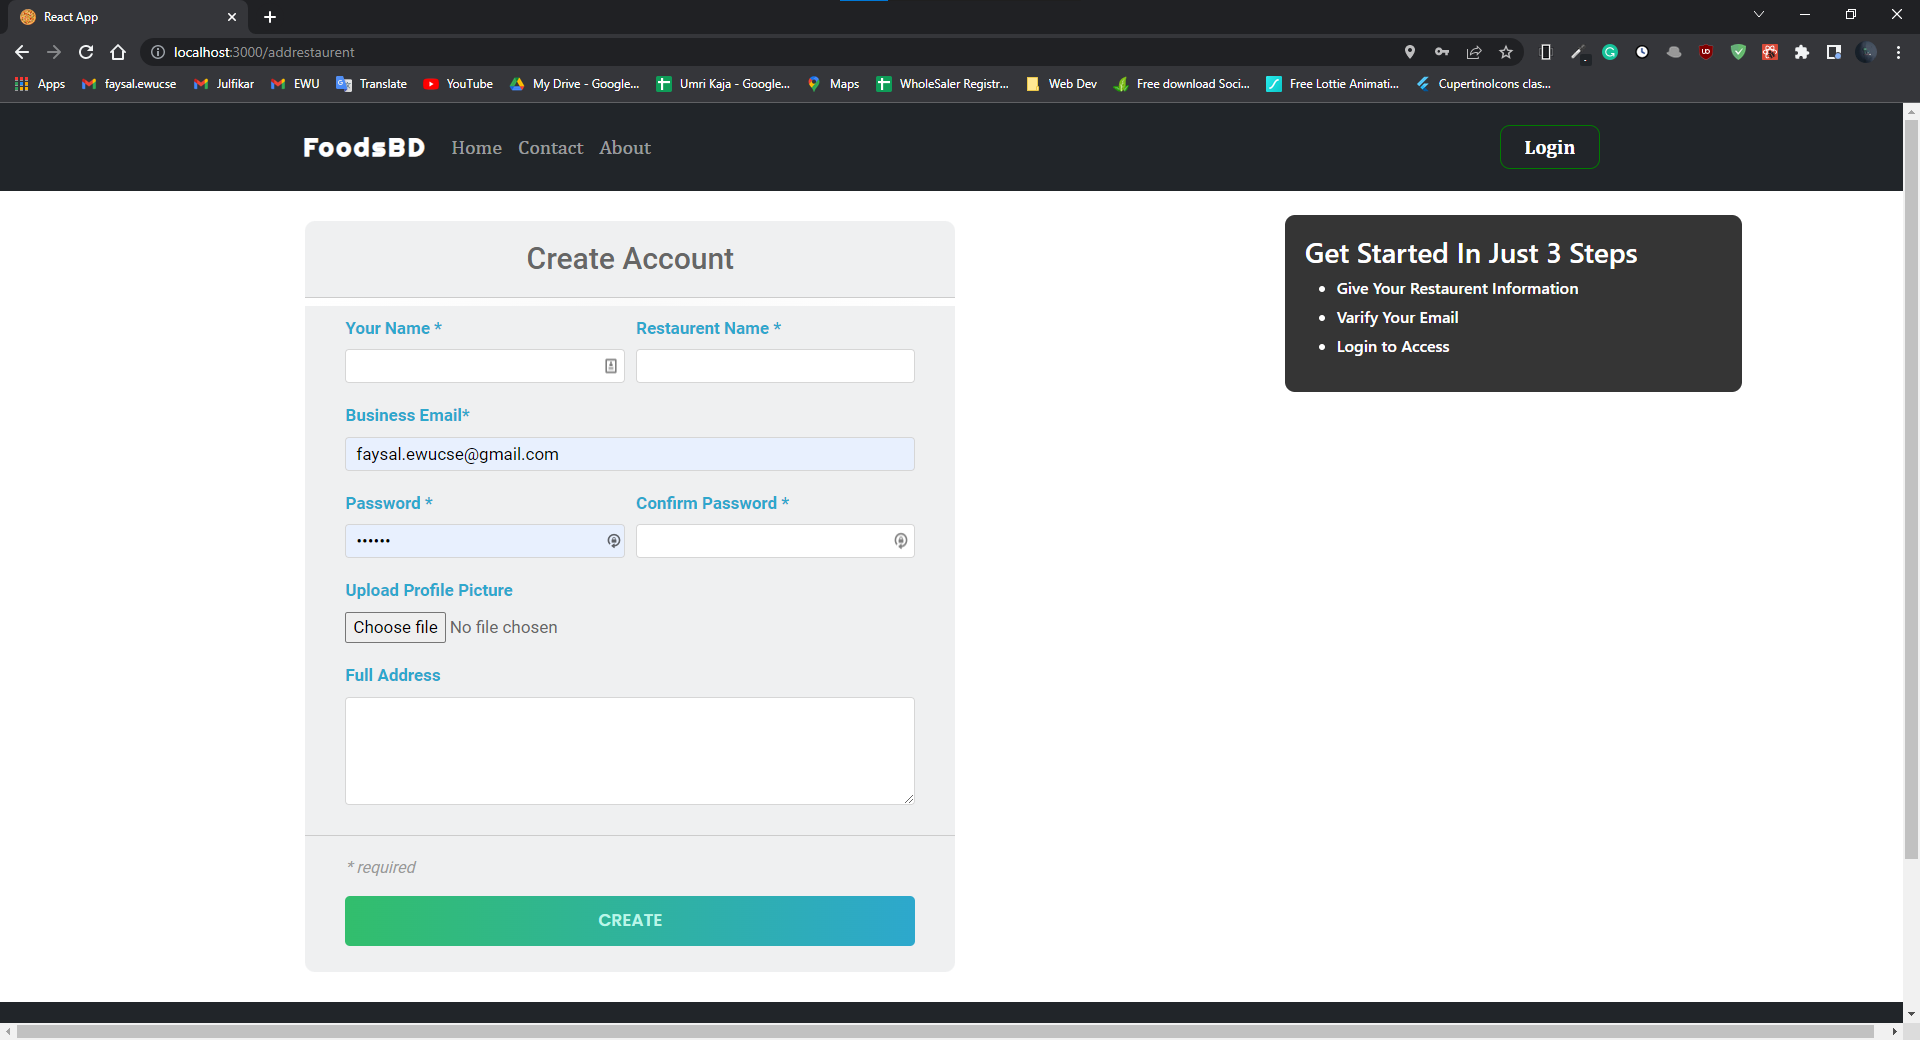 React App
localhost:3000/addrestaurent
Apps faysal.ewucse Julfikar EWU Translate YouTube My Drive - Google... Umri Kaja - Google... Maps WholeSaler Registr... Web Dev Free download Soci... Free Lottie Animati... CupertinoIcons clas...
FoodsBD Home Contact About Login
Create Account
Your Name * Restaurent Name *
Business Email*
faysal.ewucse@gmail.com
Password * Confirm Password *
••••••
Upload Profile Picture
Choose file No file chosen
Full Address
* required
CREATE
Get Started In Just 3 Steps
• Give Your Restaurent Information
• Varify Your Email
• Login to Access